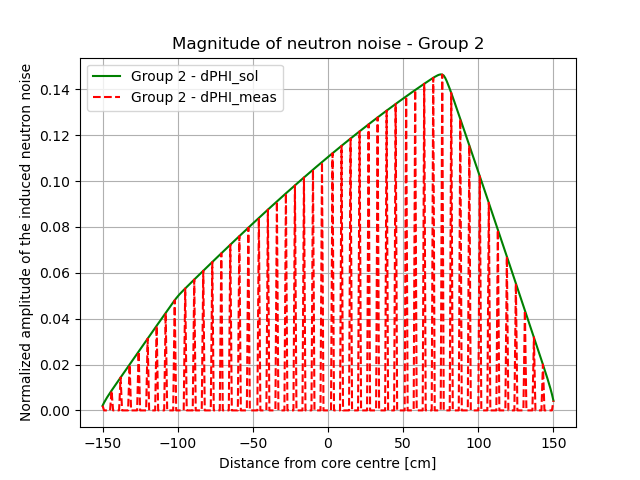 Magnitude of neutron noise - Group 2
Normalized amplitude of the induced neutron noise
Group 2 - dPHI_sol
Group 2 - dPHI_meas
0.14
0.12
0.10
0.08
0.06
0.04
0.02
0.00
−150 −100 −50 0 50 100 150
Distance from core centre [cm]